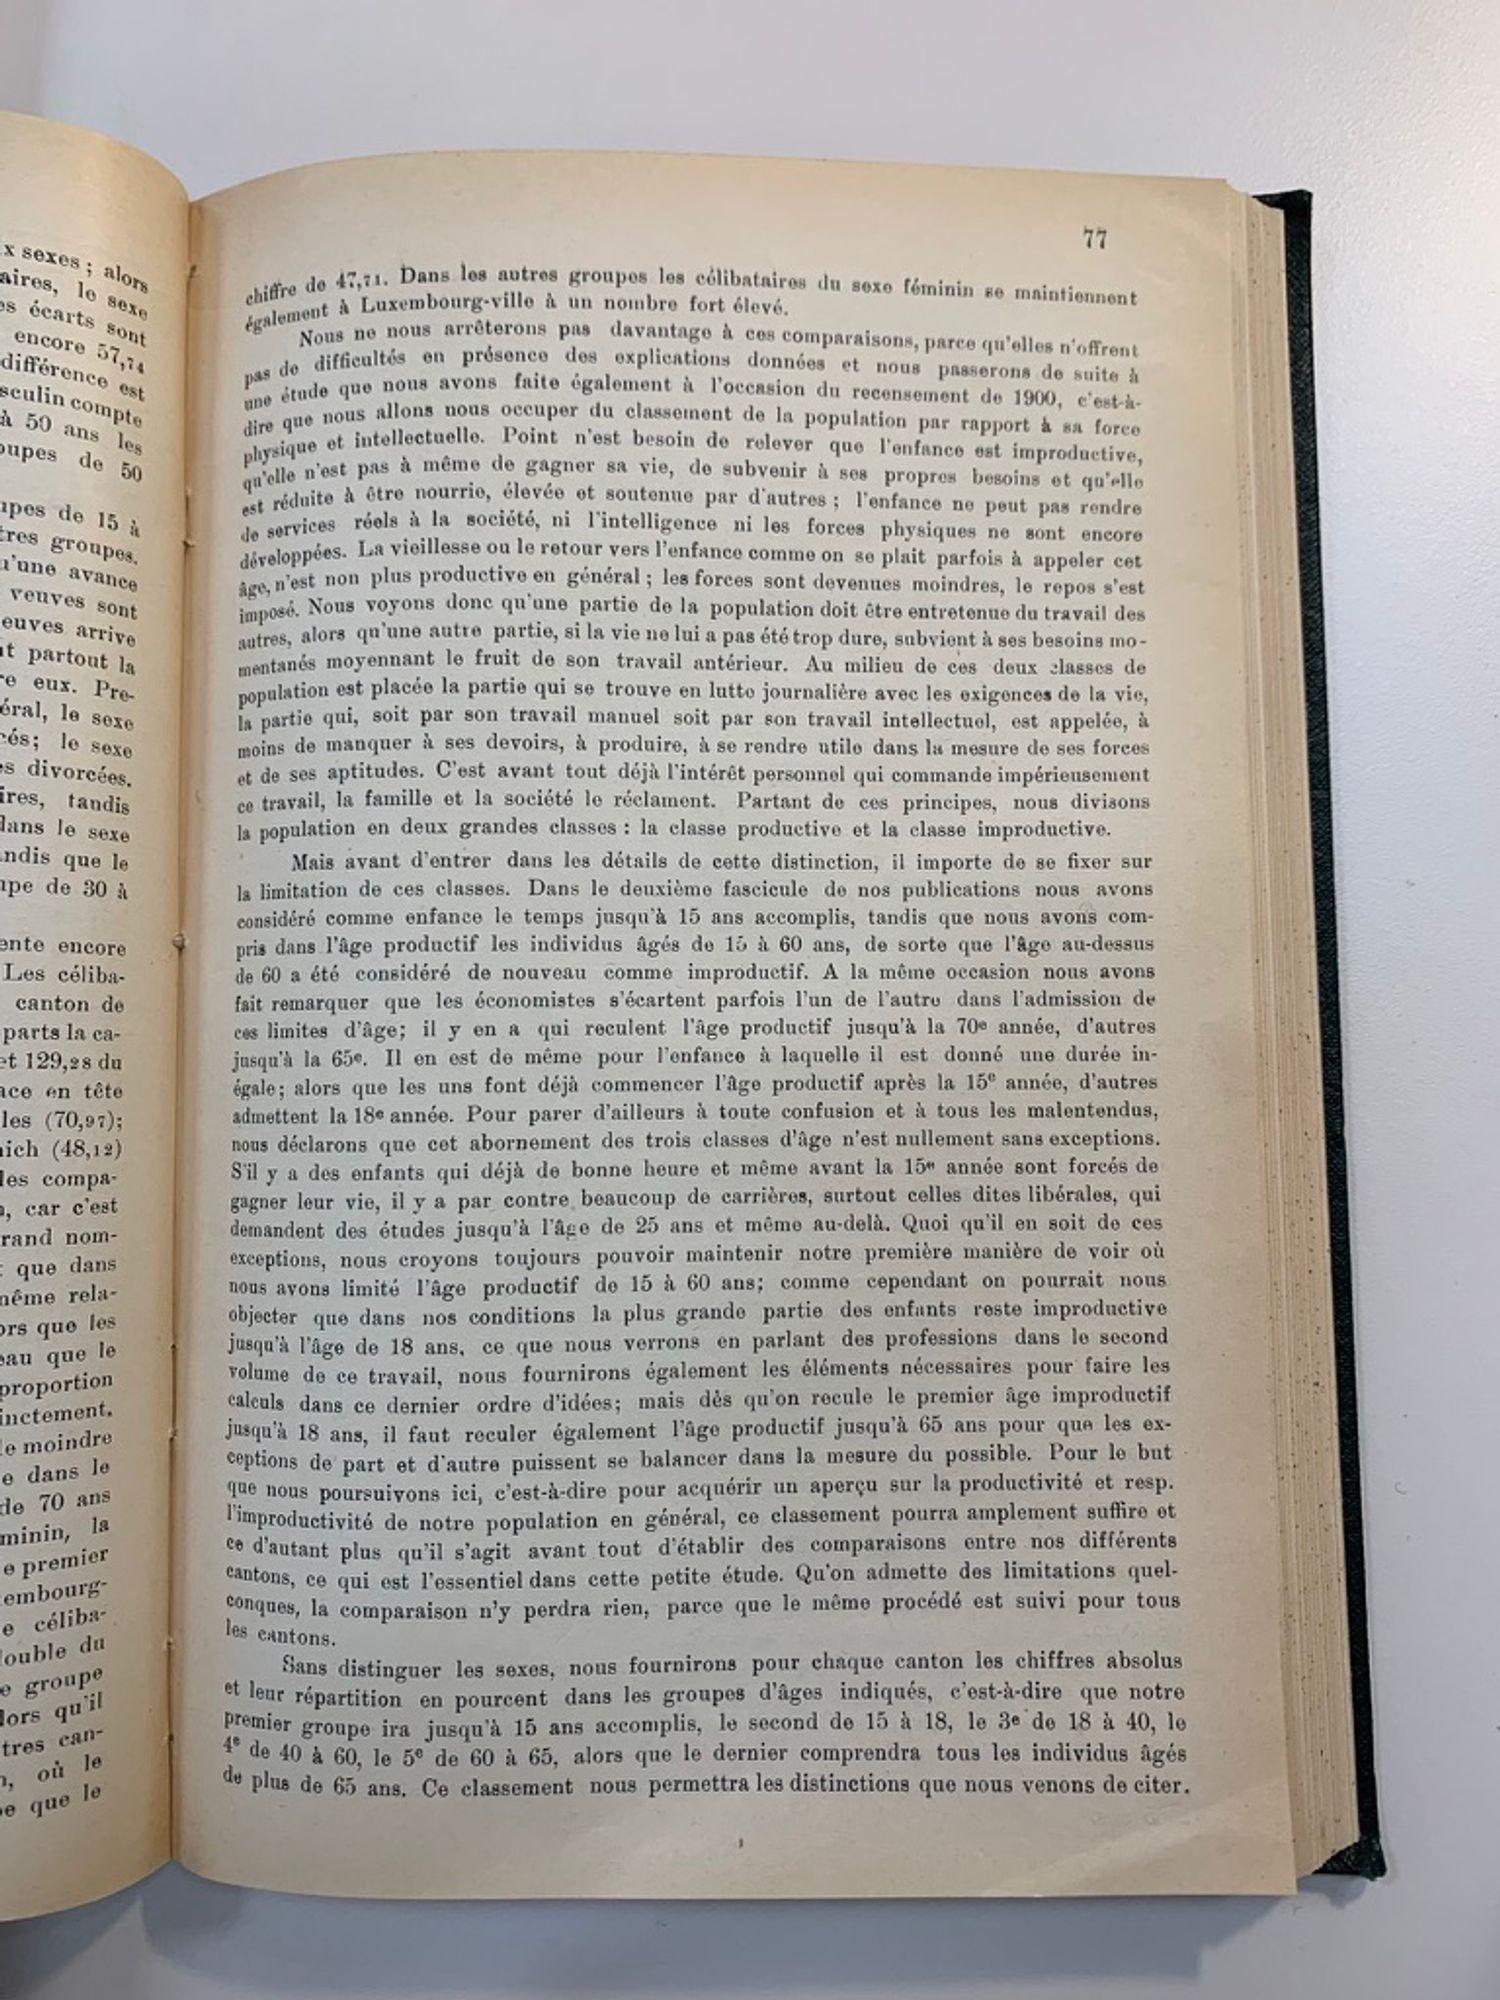 x sexes ; alors
aires, le sexe
es écarts sont
encore 57,74
différence est
sculin compte
à 50 ans les
oupes de 50
upes de 15 à
tres groupes.
u'une avance
veuves sont
euves arrive
nt partout la
re eux. Pre-
éral, le sexe
cés; le sexe
es divorcées.
ires, tandis
dans le sexe
andis que le
upe de 30 à
ente encore
Les céliba-
canton de
parts la ca-
et 129,28 du
ace en tête
les (70,97);
nich (48,12)
les compa-
n, car c'est
rand nom-
t que dans
même rela-
ors que les
eau que le
proportion
inctement.
le moindre
e dans le
de 70 ans
minin, la
e premier
embourg-
e céliba-
louble du
e groupe
lors qu'il
tres can-
n, où le
pe que le
77
chiffre de 47,71. Dans les autres groupes les célibataires du sexe féminin se maintiennent
également à Luxembourg-ville à un nombre fort élevé.
Nous ne nous arrêterons pas davantage à ces comparaisons, parce qu'elles n'offrent
pas de difficultés en présence des explications données et nous passerons de suite à
une étude que nous avons faite également à l'occasion du recensement de 1900, c'est-à-
dire que nous allons nous occuper du classement de la population par rapport à sa force
physique et intellectuelle. Point n'est besoin de relever que l'enfance est improductive,
qu'elle n'est pas à même de gagner sa vie, de subvenir à ses propres besoins et qu'elle
est réduite à être nourrie, élevée et soutenue par d'autres ; l'enfance ne peut pas rendre
de services réels à la société, ni l'intelligence ni les forces physiques ne sont encore
développées. La vieillesse ou le retour vers l'enfance comme on se plait parfois à appeler cet
âge, n'est non plus productive en général ; les forces sont devenues moindres, le repos s'est
imposé. Nous voyons donc qu'une partie de la population doit être entretenue du travail des
autres, alors qu'une autre partie, si la vie ne lui a pas été trop dure, subvient à ses besoins mo-
mentanés moyennant le fruit de son travail antérieur. Au milieu de ces deux classes de
population est placée la partie qui se trouve en lutte journalière avec les exigences de la vie,
la partie qui, soit par son travail manuel soit par son travail intellectuel, est appelée, à
moins de manquer à ses devoirs, à produire, à se rendre utile dans la mesure de ses forces
et de ses aptitudes. C'est avant tout déjà l'intérêt personnel qui commande impérieusement
ce travail, la famille et la société le réclament. Partant de ces principes, nous divisons
la population en deux grandes classes : la classe productive et la classe improductive.
Mais avant d'entrer dans les détails de cette distinction, il importe de se fixer sur
la limitation de ces classes. Dans le deuxième fascicule de nos publications nous avons
considéré comme enfance le temps jusqu'à 15 ans accomplis, tandis que nous avons com-
pris dans l'âge productif les individus âgés de 15 à 60 ans, de sorte que l'âge au-dessus
de 60 a été considéré de nouveau comme improductif. A la même occasion nous avons
fait remarquer que les économistes s'écartent parfois l'un de l'autre dans l'admission de
ces limites d'âge; il y en a qui reculent l'âge productif jusqu'à la 70e année, d'autres
jusqu'à la 65e. Il en est de même pour l'enfance à laquelle il est donné une durée in-
égale; alors que les uns font déjà commencer l'âge productif après la 15e année, d'autres
admettent la 18e année. Pour parer d'ailleurs à toute confusion et à tous les malentendus,
nous déclarons que cet abornement des trois classes d'âge n'est nullement sans exceptions.
S'il y a des enfants qui déjà de bonne heure et même avant la 15e année sont forcés de
gagner leur vie, il y a par contre beaucoup de carrières, surtout celles dites libérales, qui
demandent des études jusqu'à l'âge de 25 ans et même au-delà. Quoi qu'il en soit de ces
exceptions, nous croyons toujours pouvoir maintenir notre première manière de voir où
nous avons limité l'âge productif de 15 à 60 ans; comme cependant on pourrait nous
objecter que dans nos conditions la plus grande partie des enfants reste improductive
jusqu'à l'âge de 18 ans, ce que nous verrons en parlant des professions dans le second
volume de ce travail, nous fournirons également les éléments nécessaires pour faire les
calculs dans ce dernier ordre d'idées; mais dès qu'on recule le premier âge improductif
jusqu'à 18 ans, il faut reculer également l'âge productif jusqu'à 65 ans pour que les ex-
ceptions de part et d'autre puissent se balancer dans la mesure du possible. Pour le but
que nous poursuivons ici, c'est-à-dire pour acquérir un aperçu sur la productivité et resp.
l'improductivité de notre population en général, ce classement pourra amplement suffire et
ce d'autant plus qu'il s'agit avant tout d'établir des comparaisons entre nos différents
cantons, ce qui est l'essentiel dans cette petite étude. Qu'on admette des limitations quel-
conques, la comparaison n'y perdra rien, parce que le même procédé est suivi pour tous
les cantons.
Sans distinguer les sexes, nous fournirons pour chaque canton les chiffres absolus
et leur répartition en pourcent dans les groupes d'âges indiqués, c'est-à-dire que notre
premier groupe ira jusqu'à 15 ans accomplis, le second de 15 à 18, le 3e de 18 à 40, le
4e de 40 à 60, le 5e de 60 à 65, alors que le dernier comprendra tous les individus âgés
de plus de 65 ans. Ce classement nous permettra les distinctions que nous venons de citer.